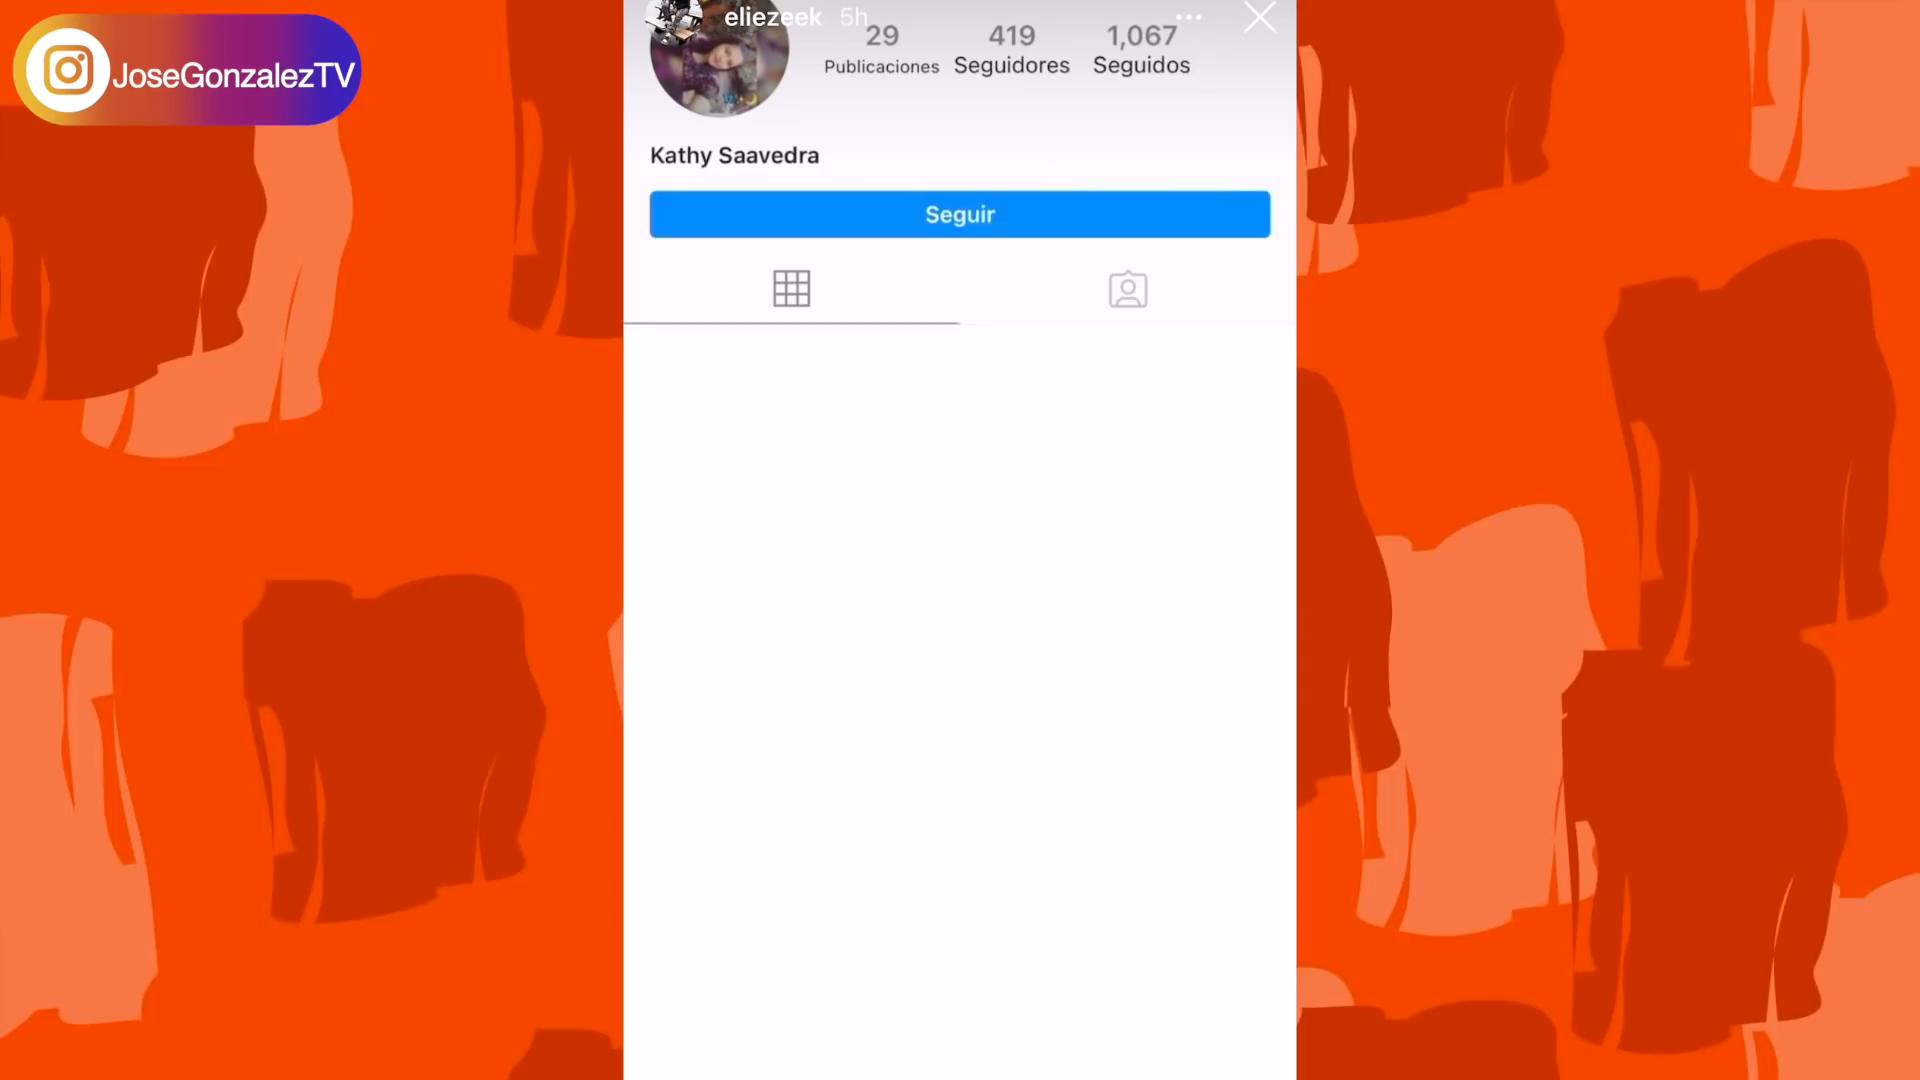 JoseGonzalezTV
eliezeek 5h
29 419 1,067
Publicaciones Seguidores Seguidos
Kathy Saavedra
Seguir